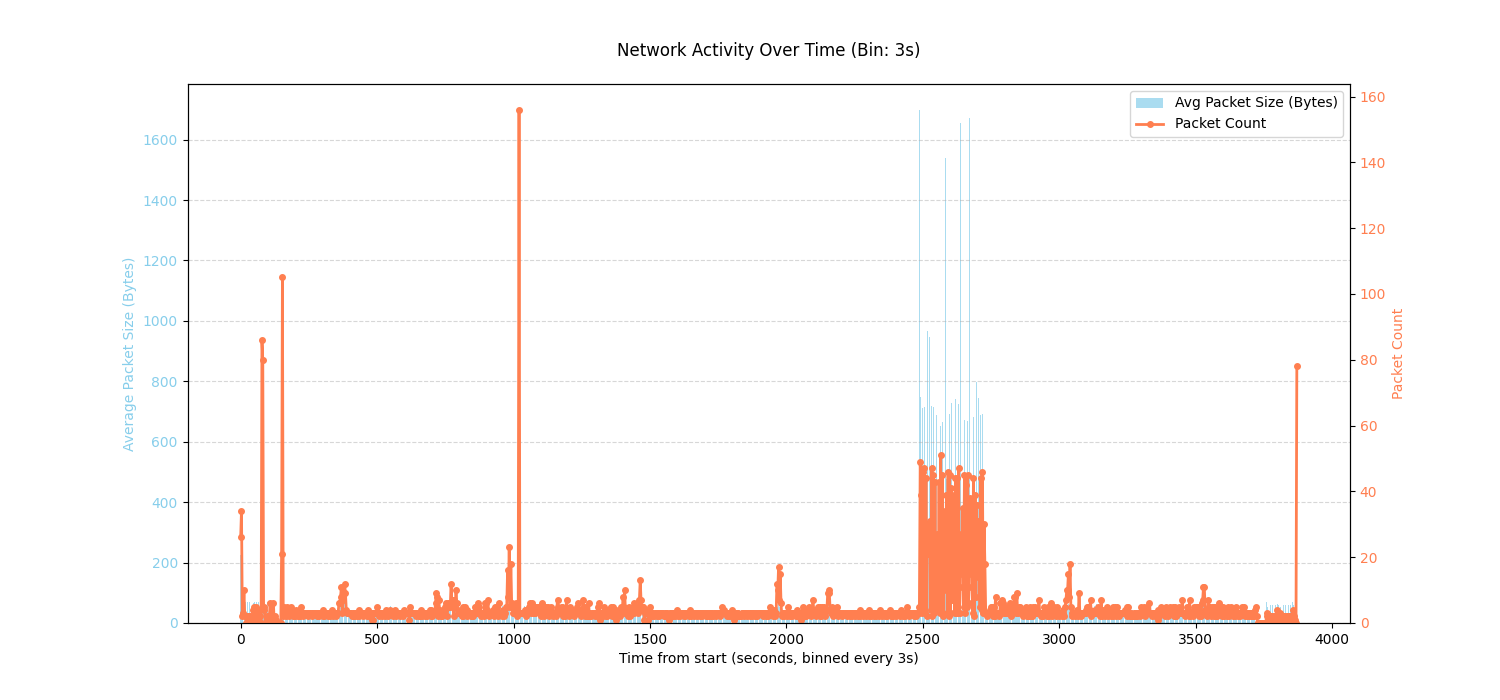 Network Activity Over Time (Bin: 3s)
Avg Packet Size (Bytes)
Packet Count
Average Packet Size (Bytes)
1600
1400
1200
1000
800
600
400
200
0
160
140
120
100
80
60
40
20
0
Packet Count
0 500 1000 1500 2000 2500 3000 3500 4000
Time from start (seconds, binned every 3s)